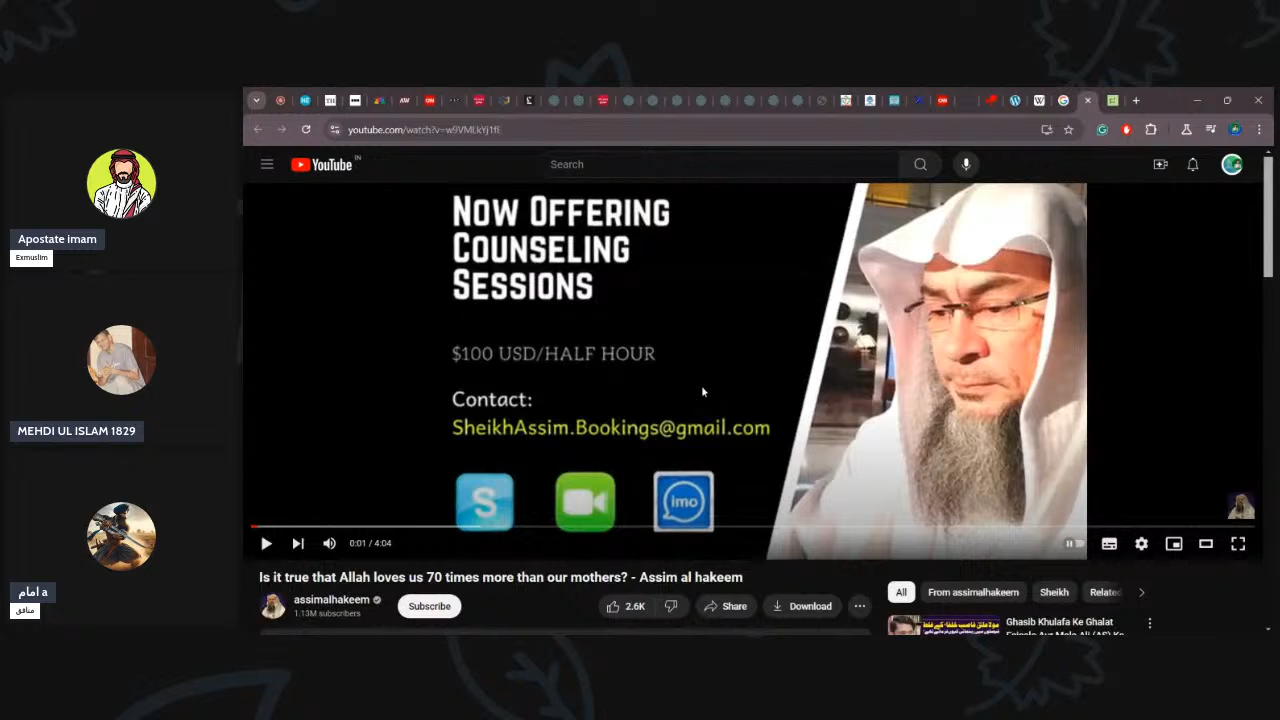 Apostate imam
Exmuslim
MEHDI UL ISLAM 1829
امام a
منافق
youtube.com/watch?v=w9VMLkYj1fE
YouTube
IN
Search
NOW OFFERING
COUNSELING
SESSIONS
$100 USD/HALF HOUR
Contact:
SheikhAssim.Bookings@gmail.com
S
imo
0:01 / 4:04
Is it true that Allah loves us 70 times more than our mothers? - Assim al hakeem
assimalhakeem
1.13M subscribers
Subscribe
2.6K
Share
Download
All
From assimalhakeem
Sheikh
Related
Ghasib Khulafa Ke Ghalat